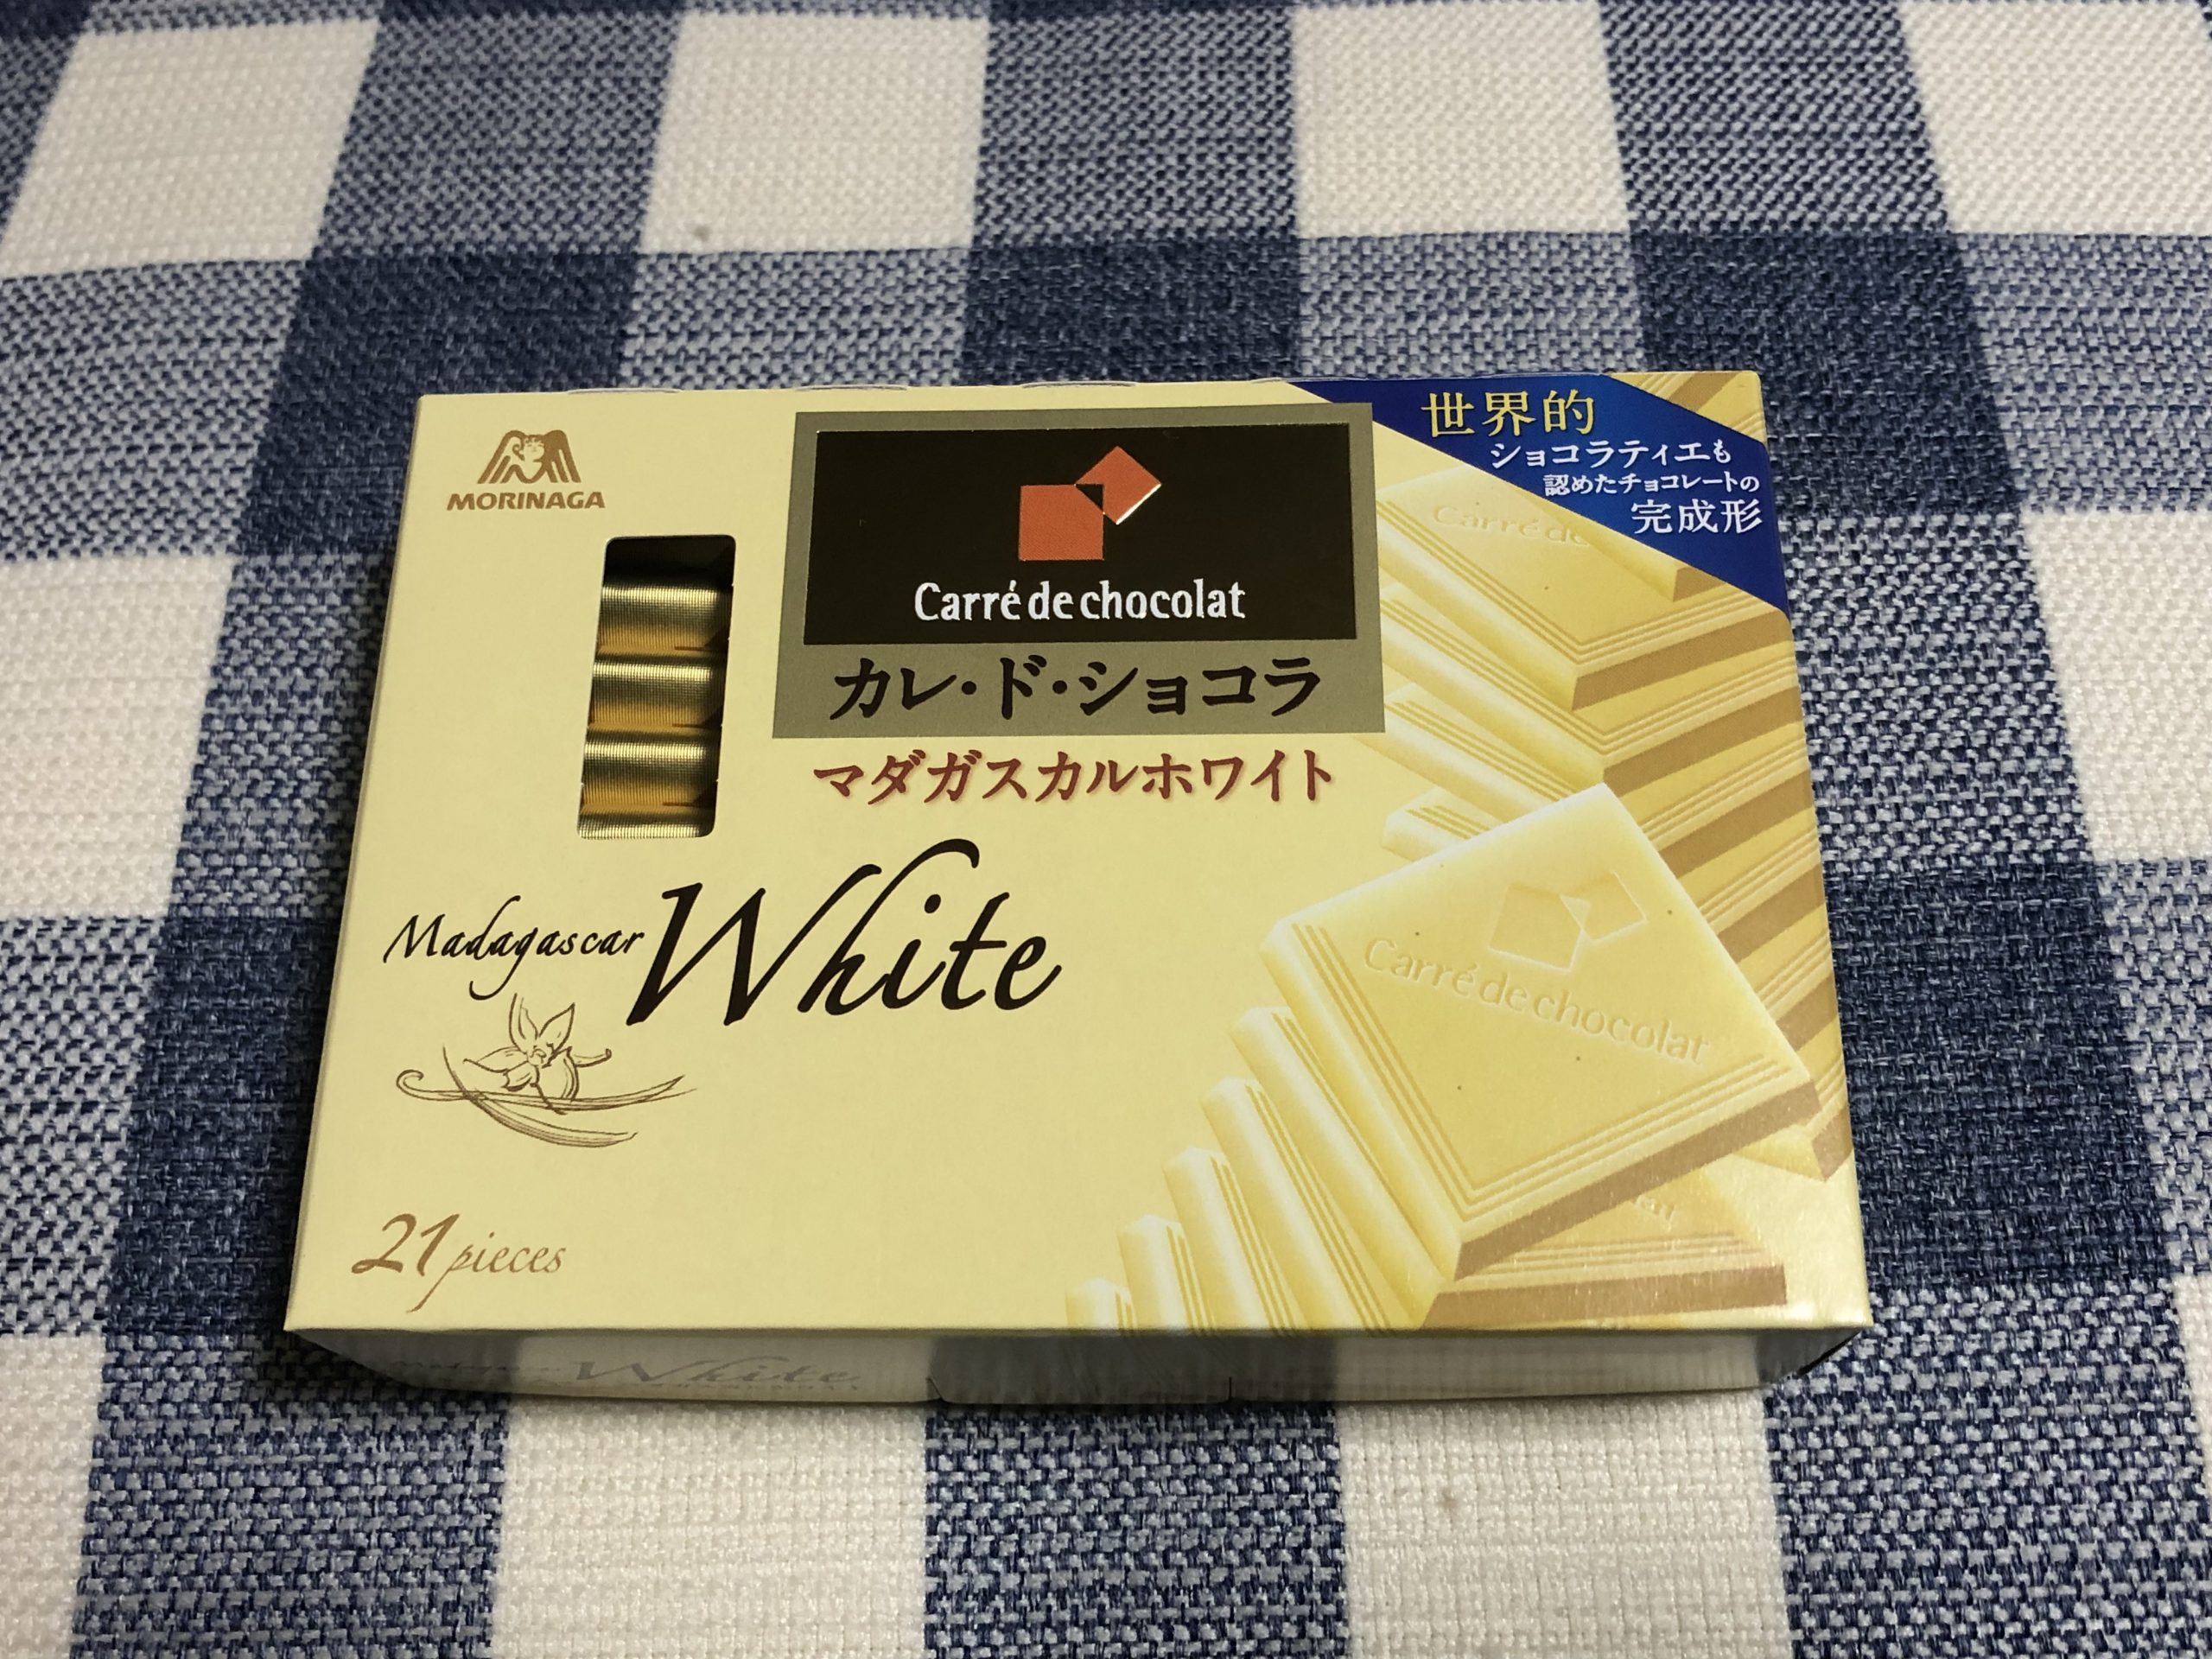 MORINAGA
Carré de chocolat
カレ・ド・ショコラ
マダガスカルホワイト
世界的
ショコラティエも
認めたチョコレートの
完成形
Carré de
Madagascar White
Carré de chocolat
21 pieces
White